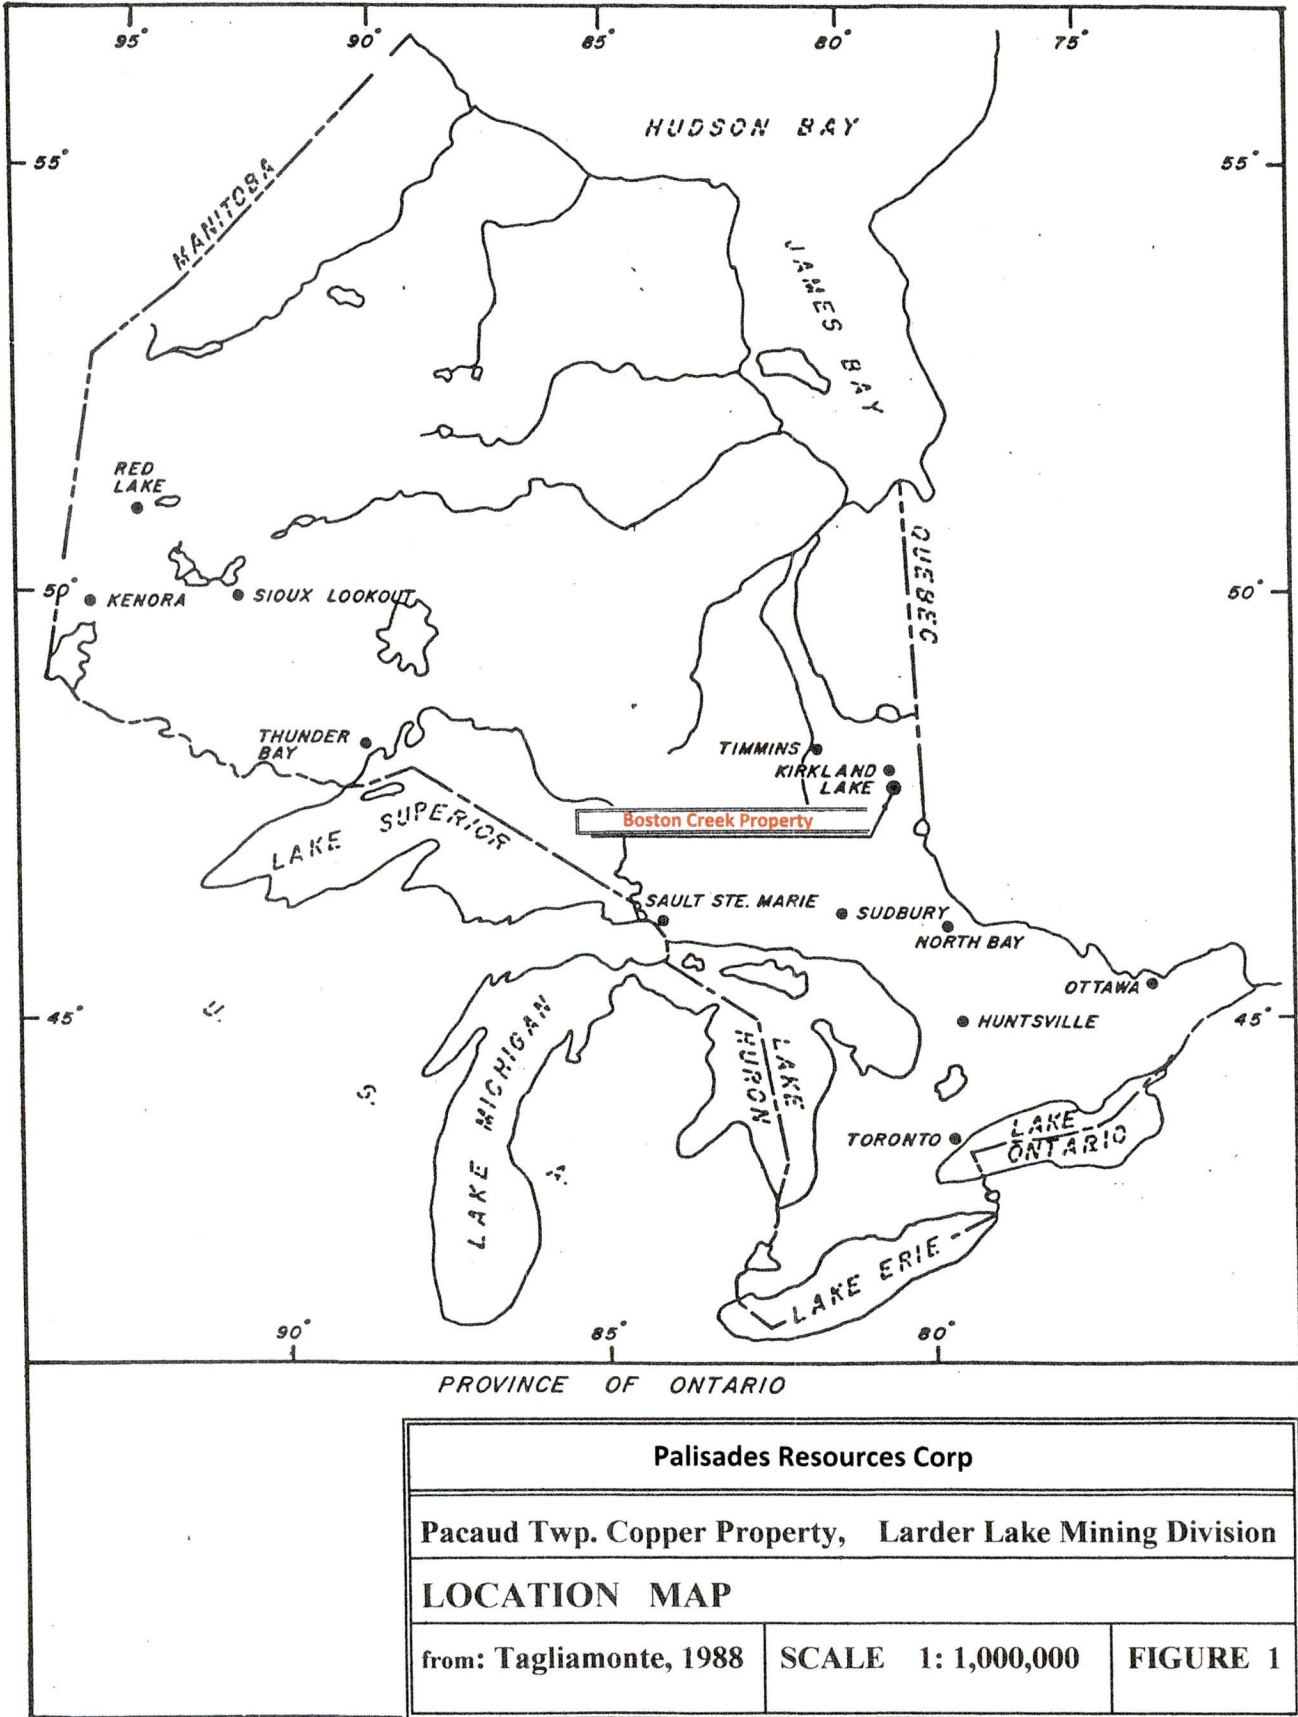 95° 90° 85° 80° 75°
HUDSON BAY
55° 55°
MANITOBA
JAMES BAY
RED
LAKE
QUEBEC
50° 50°
KENORA SIOUX LOOKOUT
THUNDER
BAY
TIMMINS
KIRKLAND
LAKE
Boston Creek Property
LAKE SUPERIOR
SAULT STE. MARIE SUDBURY
NORTH BAY
OTTAWA
45° 45°
U. S. A.
HUNTSVILLE
LAKE MICHIGAN
LAKE
HURON
TORONTO
LAKE
ONTARIO
LAKE ERIE
90° 85° 80°
PROVINCE OF ONTARIO
Palisades Resources Corp
Pacaud Twp. Copper Property, Larder Lake Mining Division
LOCATION MAP
from: Tagliamonte, 1988 SCALE 1: 1,000,000 FIGURE 1